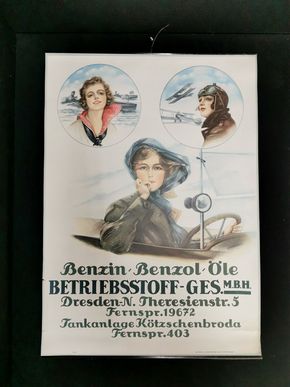 Benzin · Benzol · Öle
BETRIEBSSTOFF-GES. M.B.H.
Dresden-N. Theresienstr. 5
Fernspr. 19672
Tankanlage Kötzschenbroda
Fernspr. 403